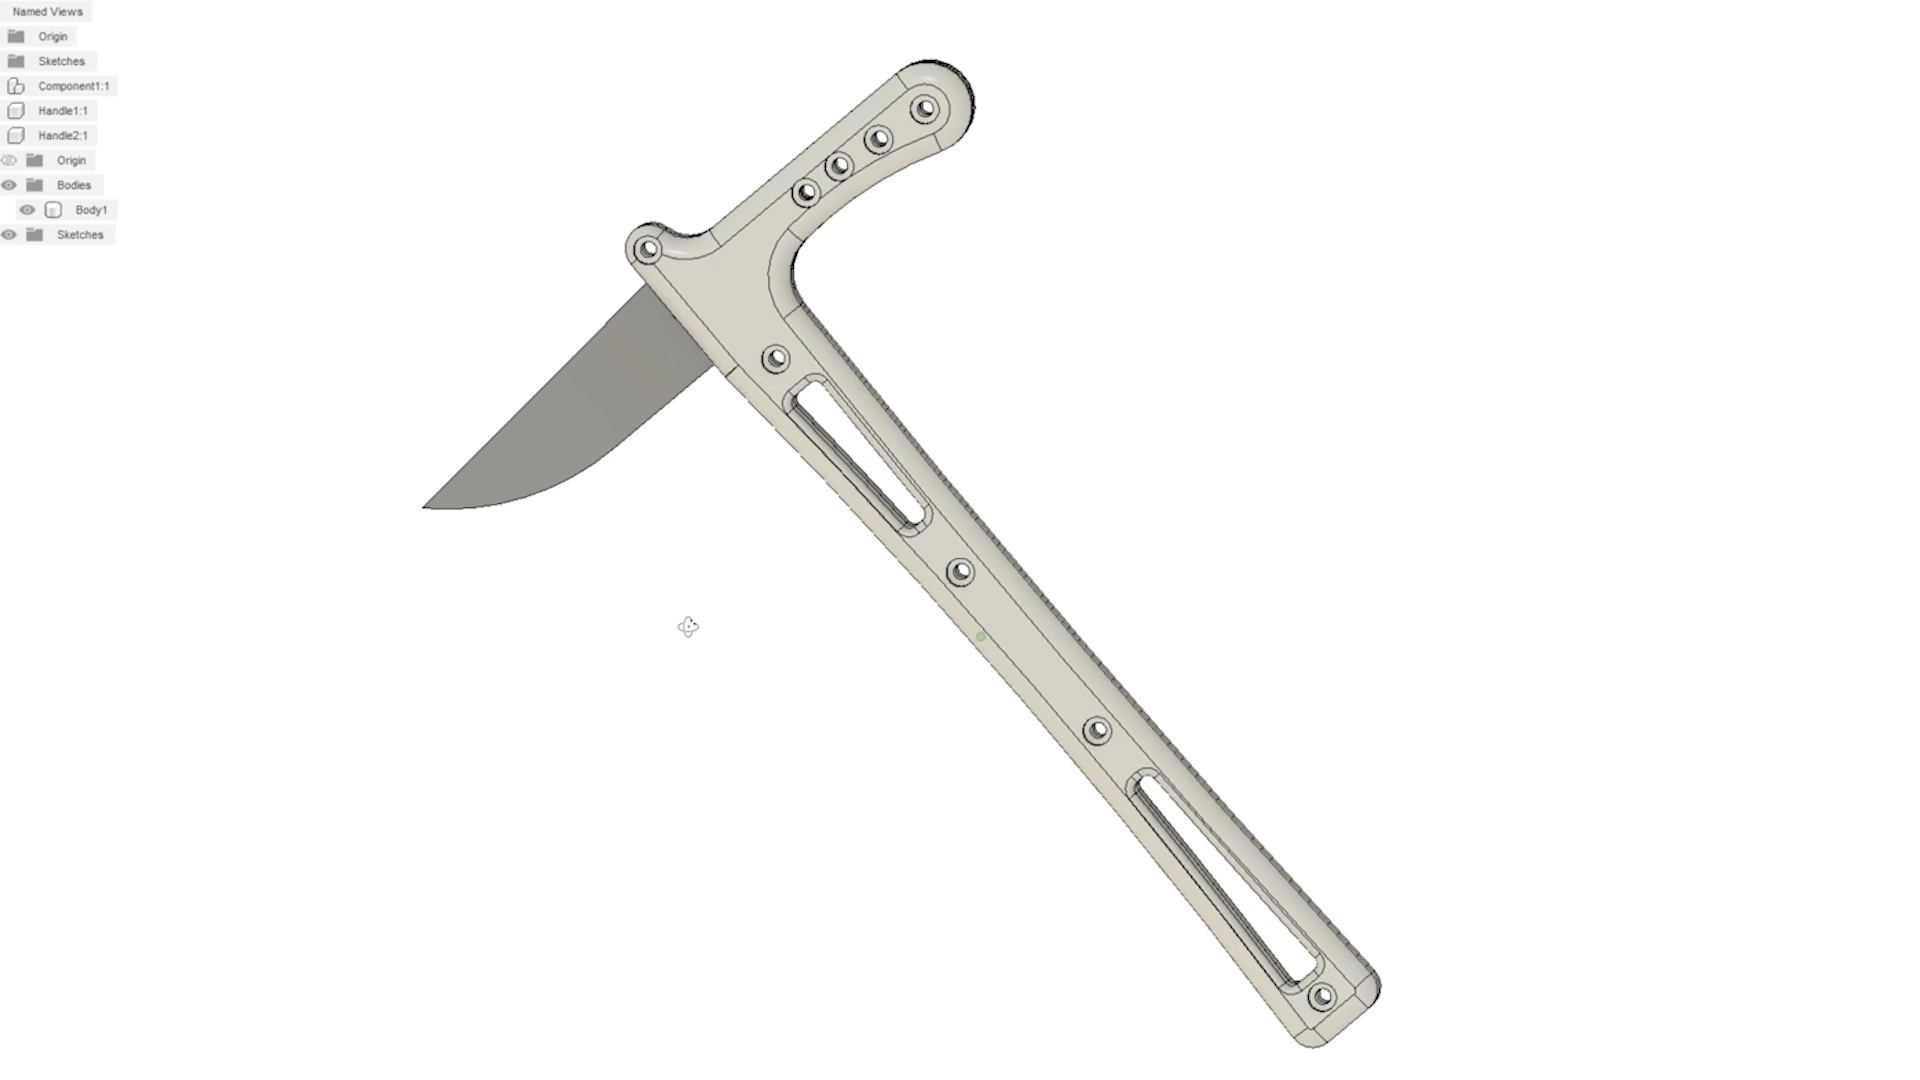 Named Views
Origin
Sketches
Component1:1
Handle1:1
Handle2:1
Origin
Bodies
Body1
Sketches